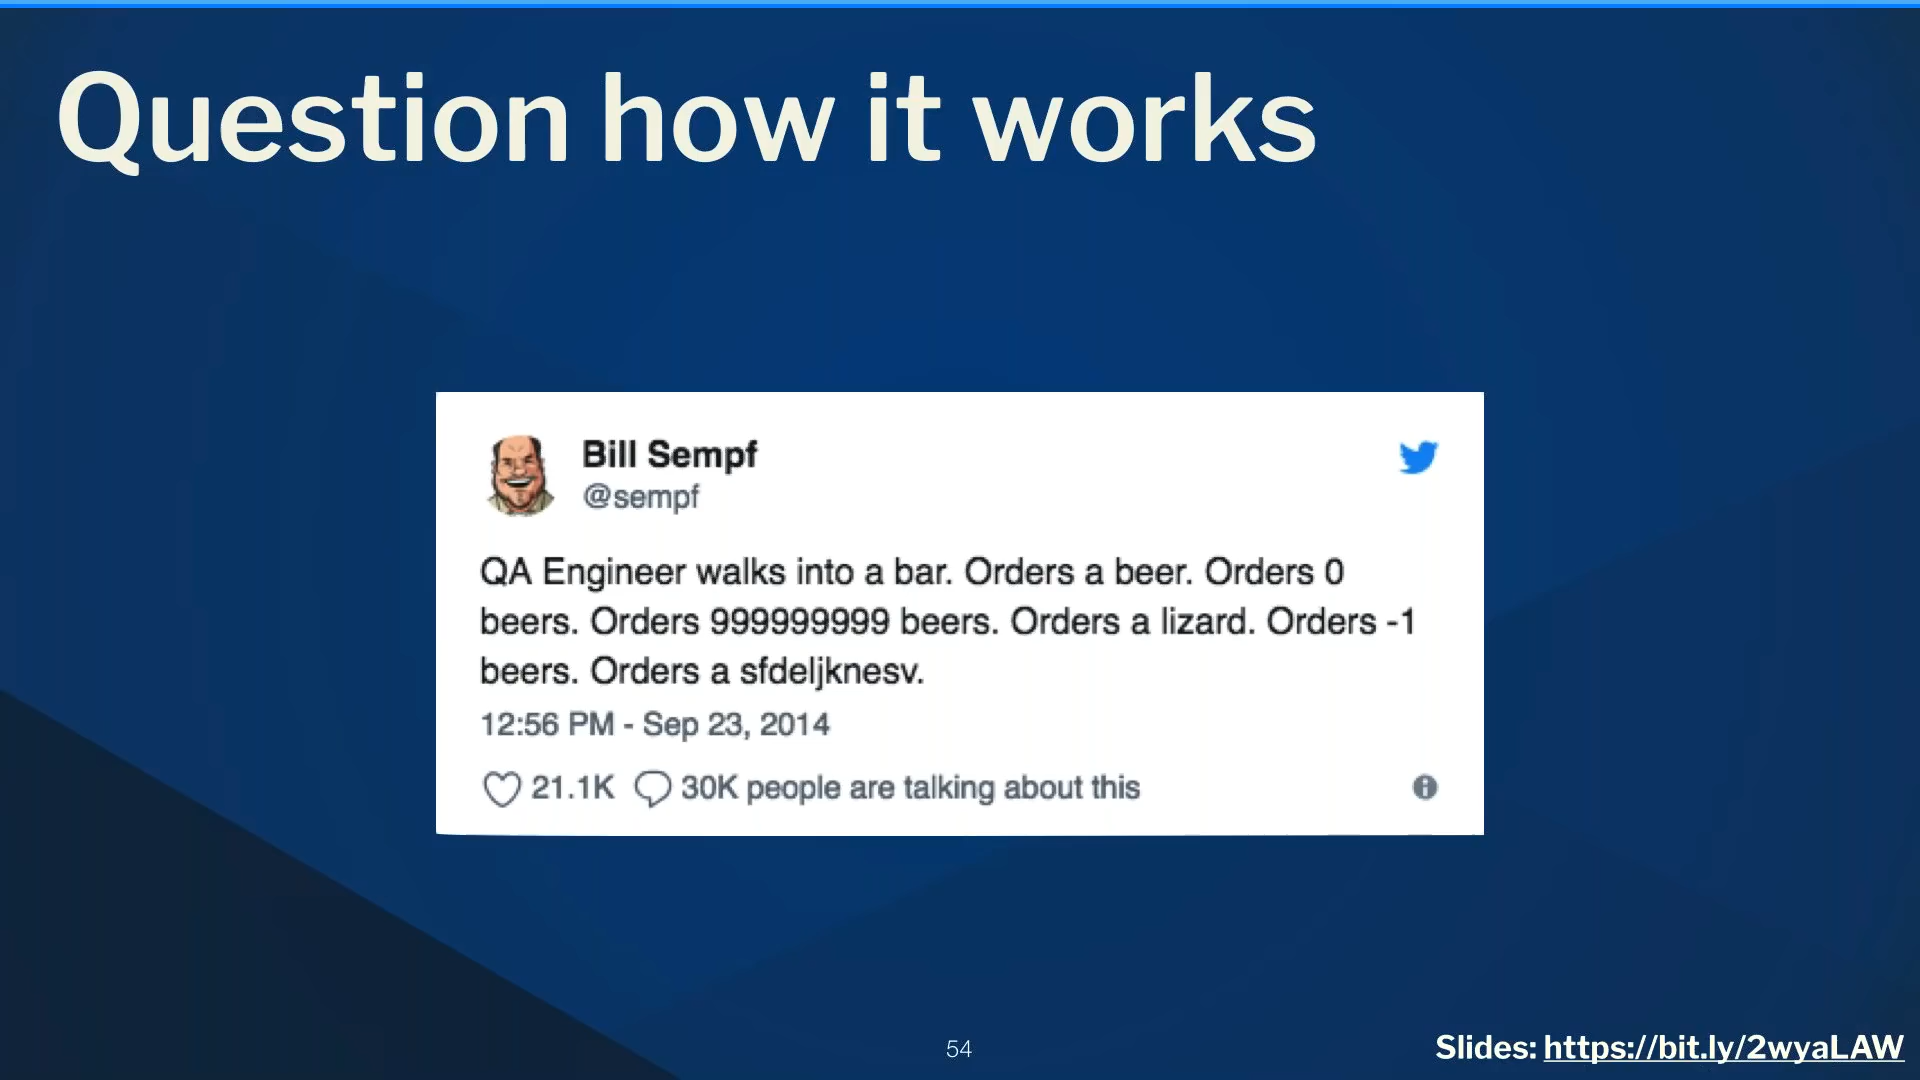 Question how it works
Bill Sempf
@sempf
QA Engineer walks into a bar. Orders a beer. Orders 0
beers. Orders 999999999 beers. Orders a lizard. Orders -1
beers. Orders a sfdeljknesv.
12:56 PM - Sep 23, 2014
21.1K 30K people are talking about this
54
Slides: https://bit.ly/2wyaLAW